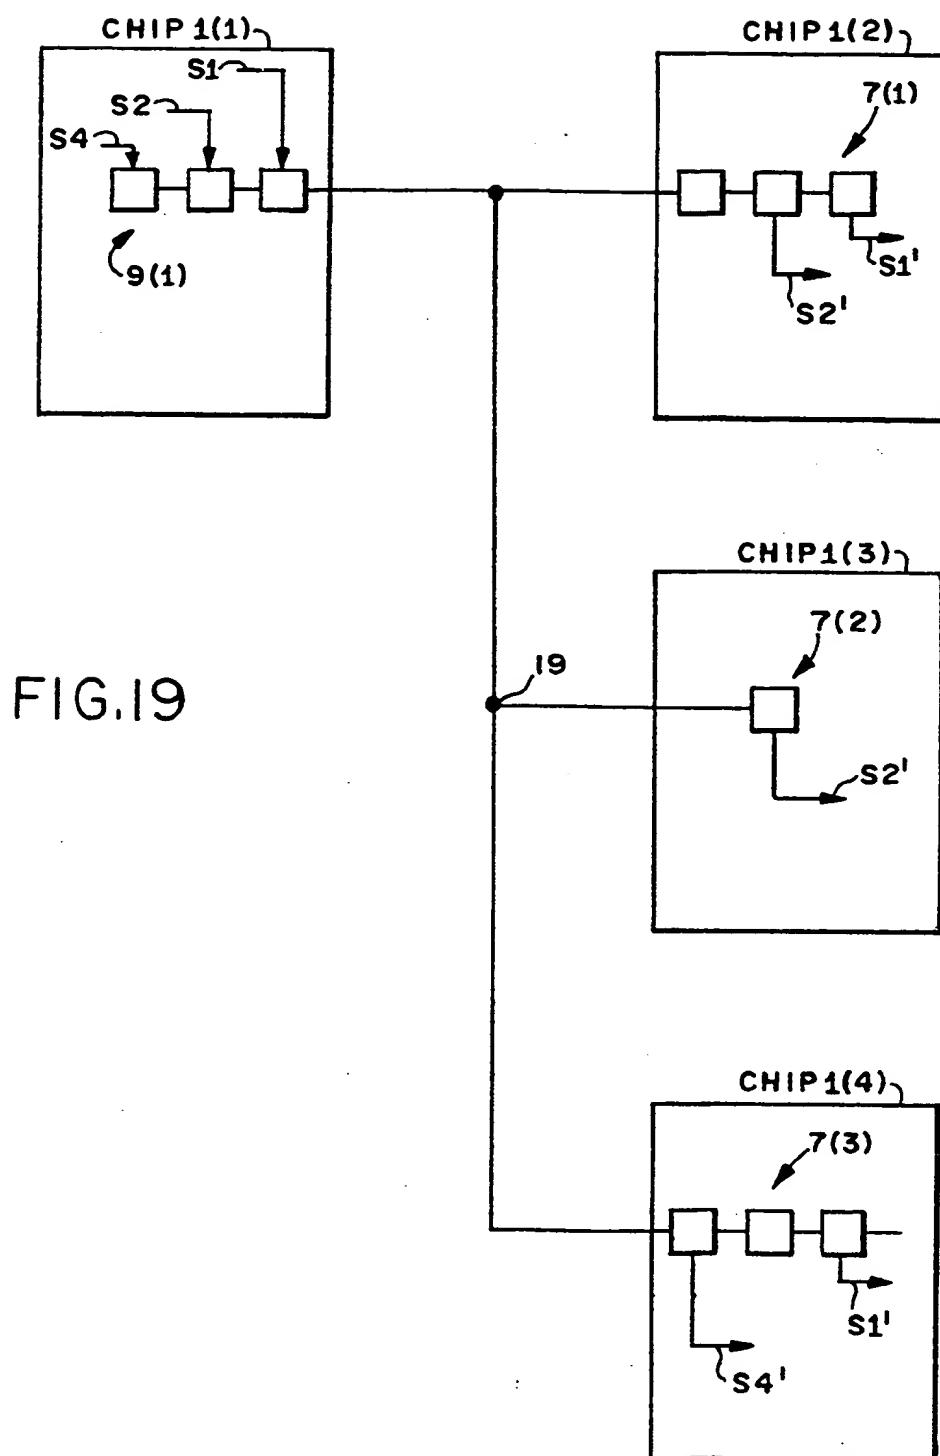 CHIP 1(1)
S1
S2
S4
9(1)
CHIP 1(2)
7(1)
S1'
S2'
CHIP 1(3)
7(2)
19
S2'
FIG.19
CHIP 1(4)
7(3)
S1'
S4'